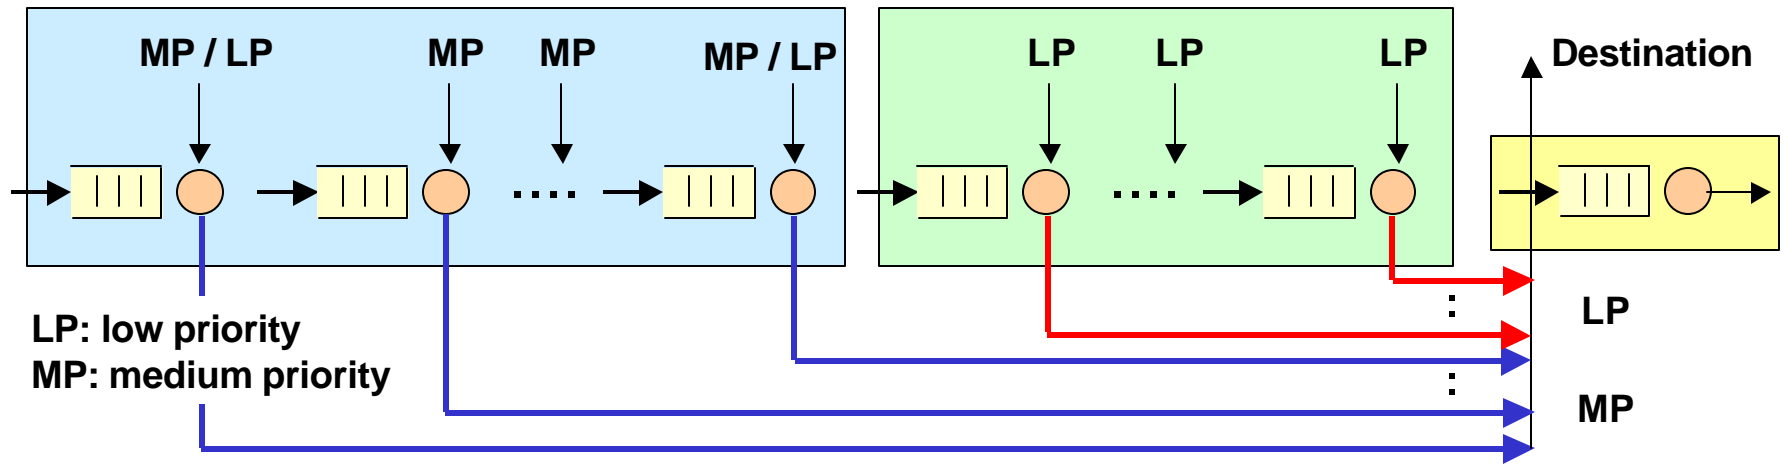 MP / LP
MP
MP
MP / LP
LP
LP
LP
Destination
LP: low priority
MP: medium priority
LP
MP